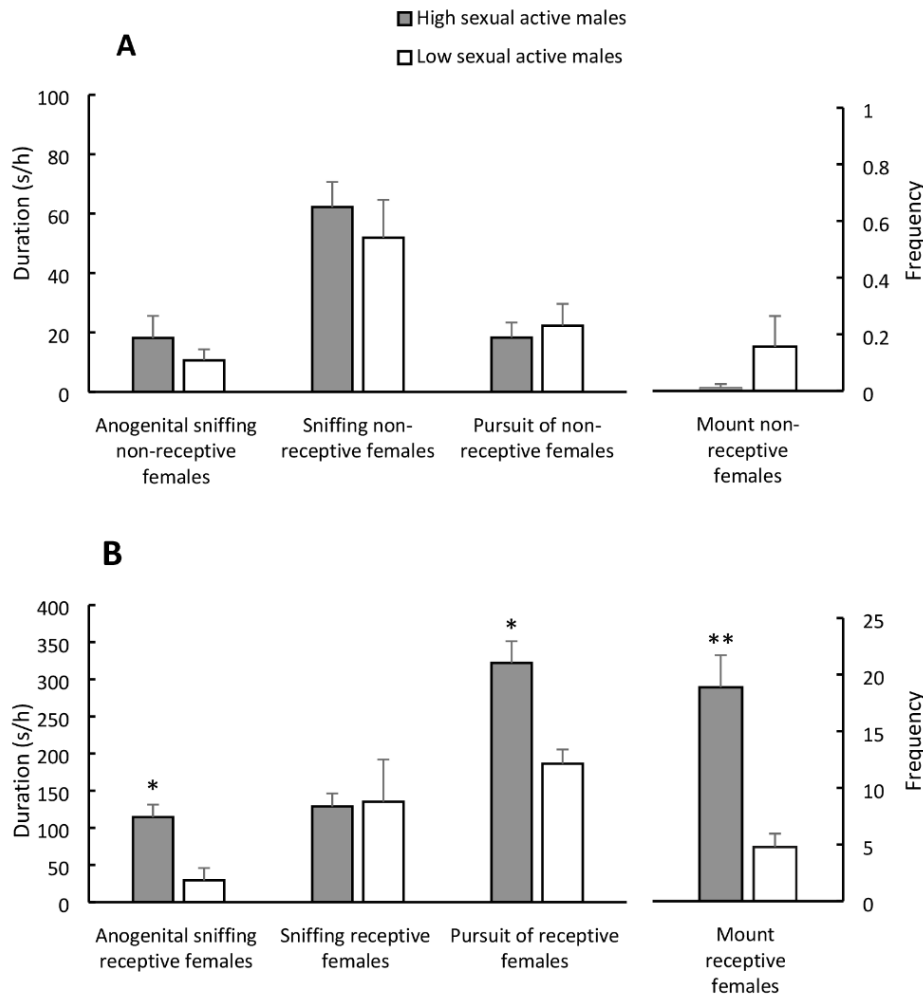 High sexual active males
Low sexual active males
A
100
80
60
40
20
0
Duration (s/h)
1
0.8
0.6
0.4
0.2
0
Frequency
Anogenital sniffing
non-receptive
females
Sniffing non-
receptive females
Pursuit of non-
receptive females
Mount non-
receptive
females
B
400
350
300
250
200
150
100
50
0
Duration (s/h)
*
*
**
25
20
15
10
5
0
Frequency
Anogenital sniffing
receptive females
Sniffing receptive
females
Pursuit of receptive
females
Mount
receptive
females